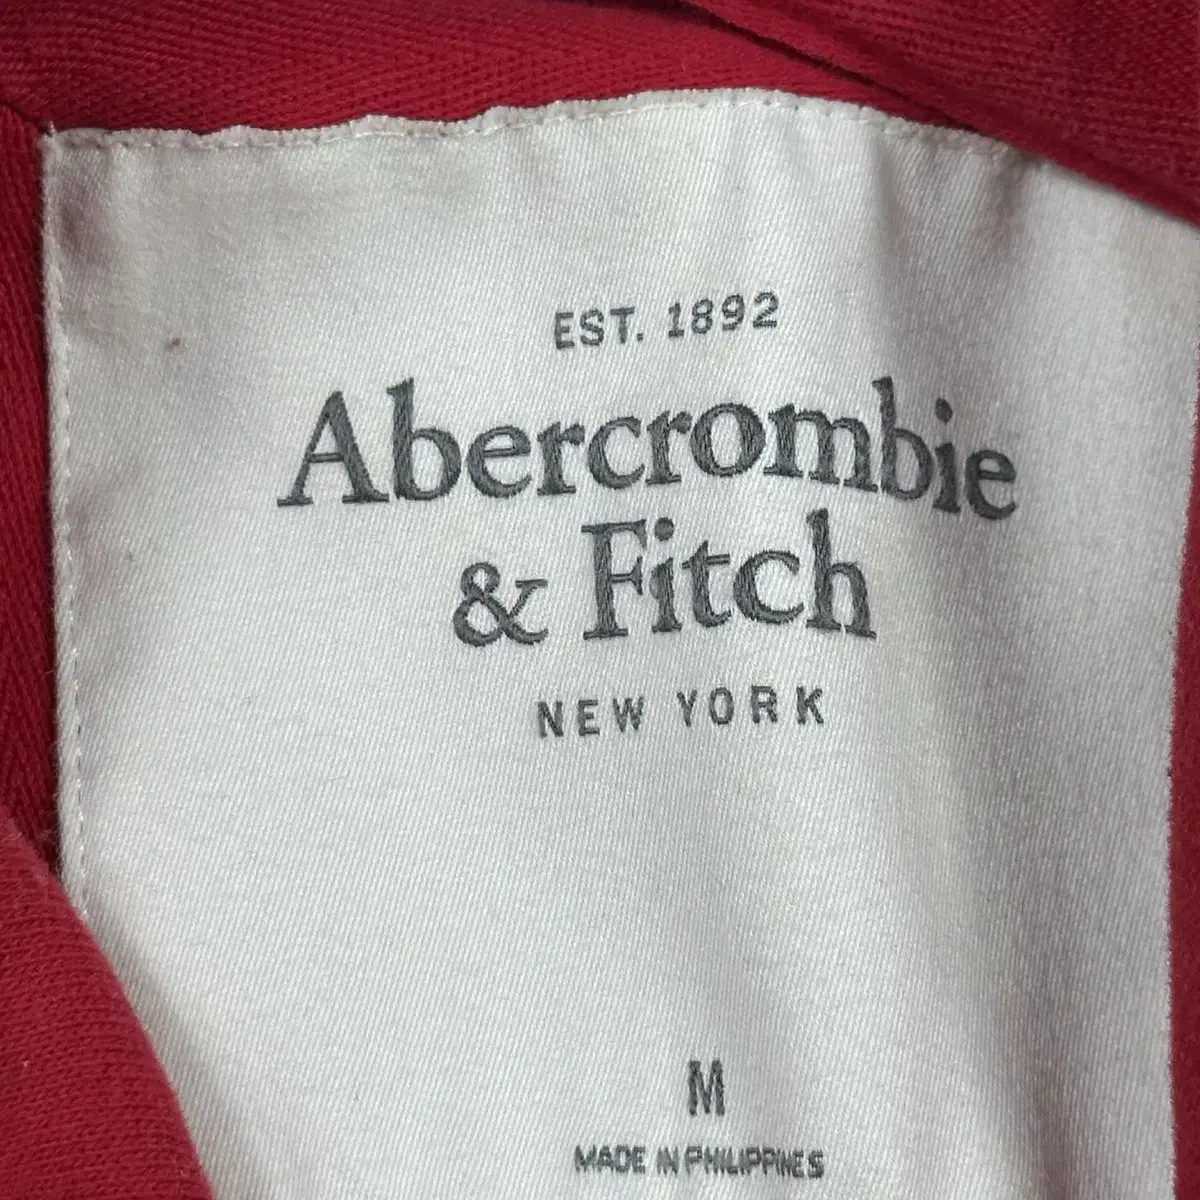 EST. 1892
Abercrombie
& Fitch
NEW YORK
M
MADE IN PHILIPPINES